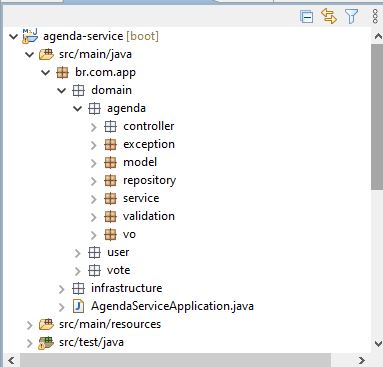 agenda-service [boot]
src/main/java
br.com.app
domain
agenda
controller
exception
model
repository
service
validation
vo
user
vote
infrastructure
AgendaServiceApplication.java
src/main/resources
src/test/java